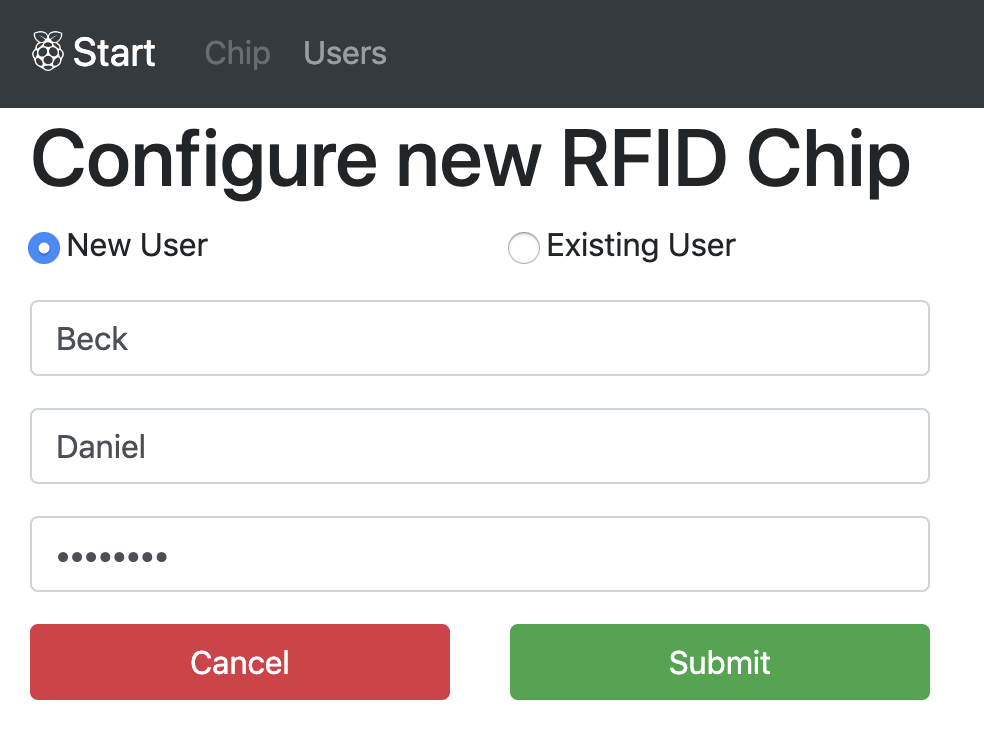 Start Chip Users
Configure new RFID Chip
New User Existing User
Beck
Daniel
••••••••
Cancel Submit